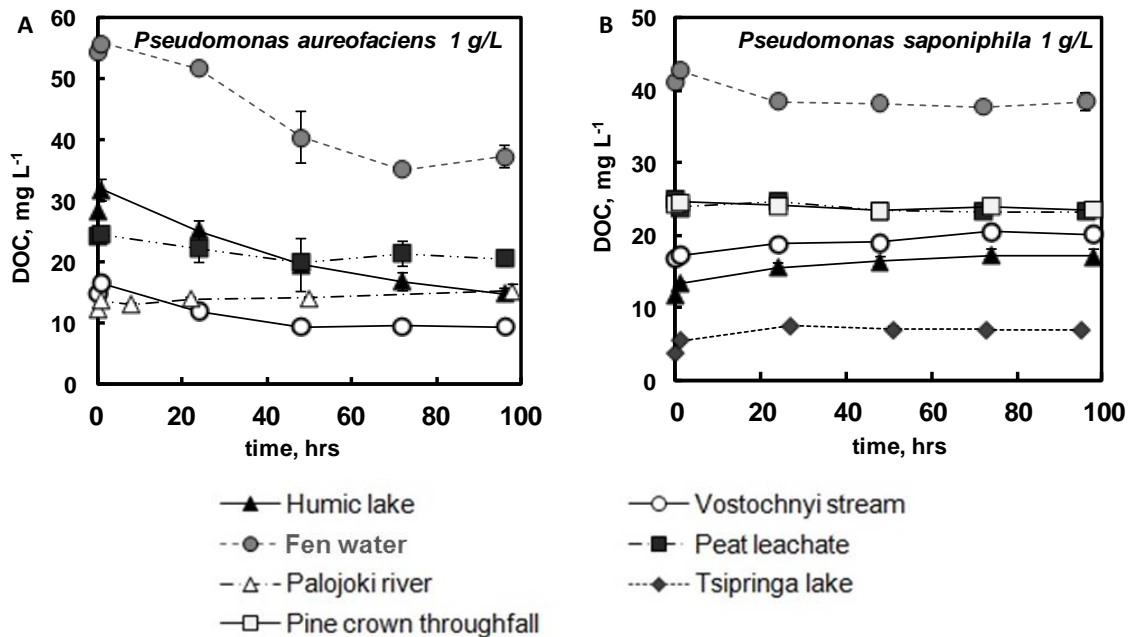 A
Pseudomonas aureofaciens 1 g/L
DOC, mg L-1
60
50
40
30
20
10
0
0 20 40 60 80 100
time, hrs
B
Pseudomonas saponiphila 1 g/L
DOC, mg L-1
50
40
30
20
10
0
0 20 40 60 80 100
time, hrs
Humic lake
Fen water
Palojoki river
Pine crown throughfall
Vostochnyi stream
Peat leachate
Tsipringa lake